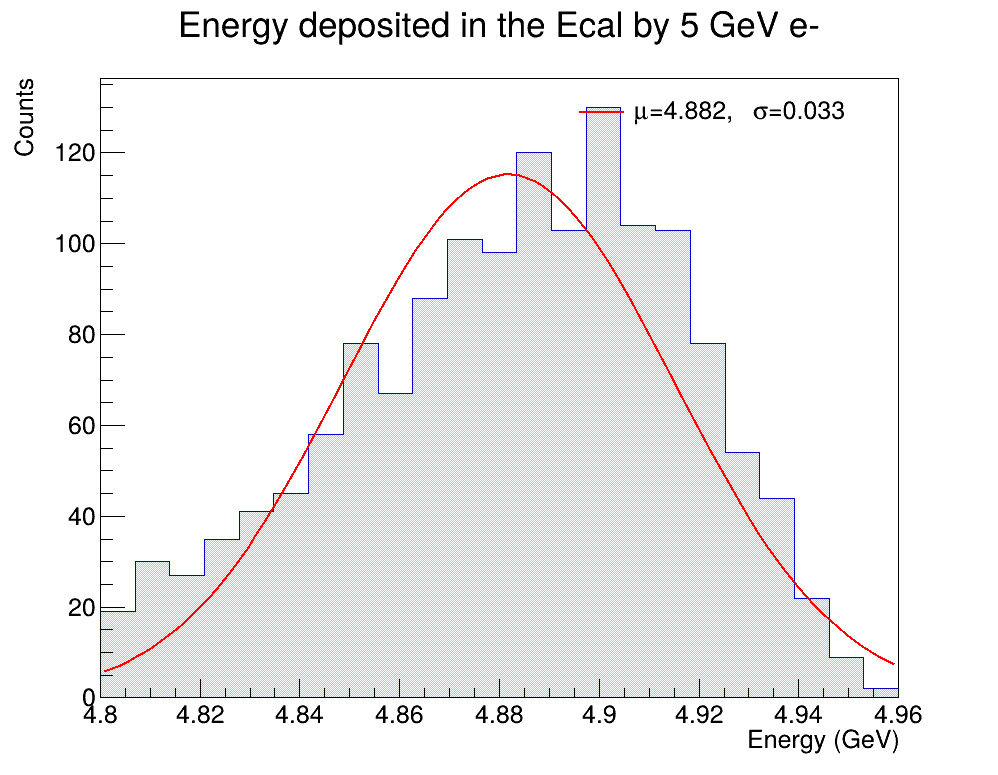 Energy deposited in the Ecal by 5 GeV e-
Counts
μ=4.882, σ=0.033
120
100
80
60
40
20
0
4.8 4.82 4.84 4.86 4.88 4.9 4.92 4.94 4.96
Energy (GeV)